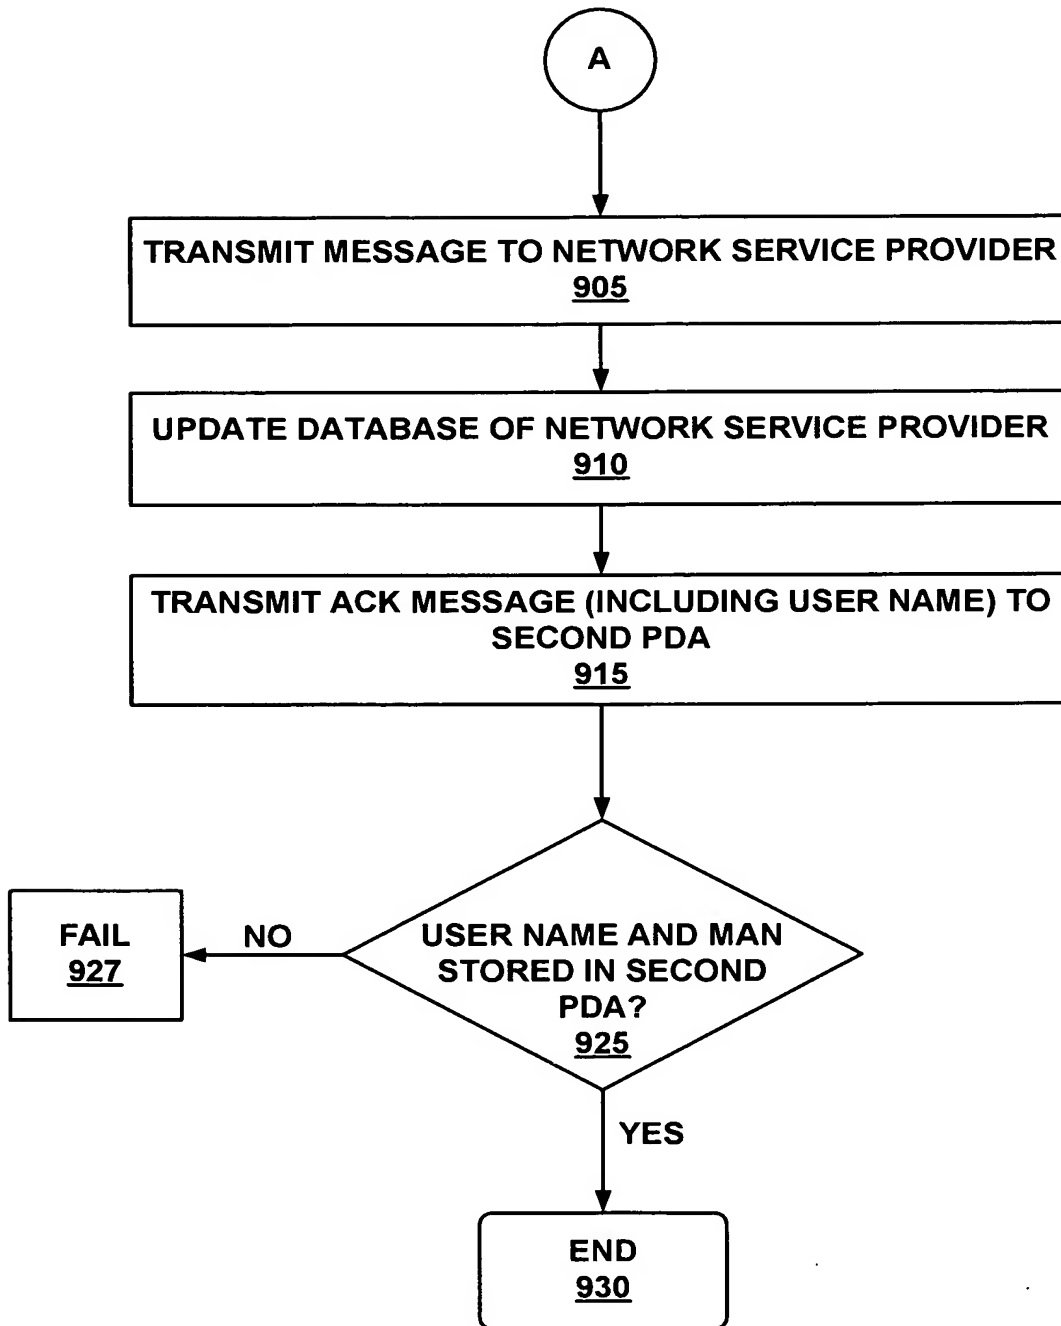 A
TRANSMIT MESSAGE TO NETWORK SERVICE PROVIDER
905
UPDATE DATABASE OF NETWORK SERVICE PROVIDER
910
TRANSMIT ACK MESSAGE (INCLUDING USER NAME) TO
SECOND PDA
915
USER NAME AND MAN
STORED IN SECOND
PDA?
925
NO
FAIL
927
YES
END
930